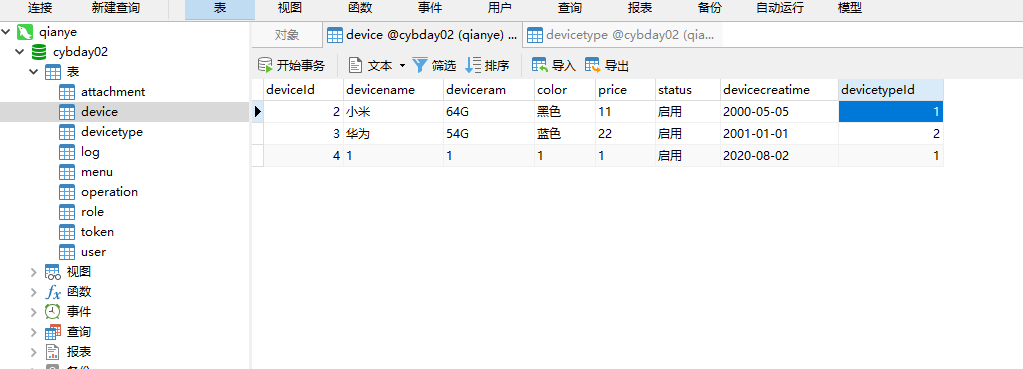 连接 新建查询 表 视图 函数 事件 用户 查询 报表 备份 自动运行 模型
qianye
cybday02
表
attachment
device
devicetype
log
menu
operation
role
token
user
视图
函数
事件
查询
报表
对象 device @cybday02 (qianye) ... devicetype @cybday02 (qia...
开始事务 文本 筛选 排序 导入 导出
deviceId devicename deviceram color price status devicecreatime devicetypeId
2 小米 64G 黑色 11 启用 2000-05-05 1
3 华为 54G 蓝色 22 启用 2001-01-01 2
4 1 1 1 1 启用 2020-08-02 1